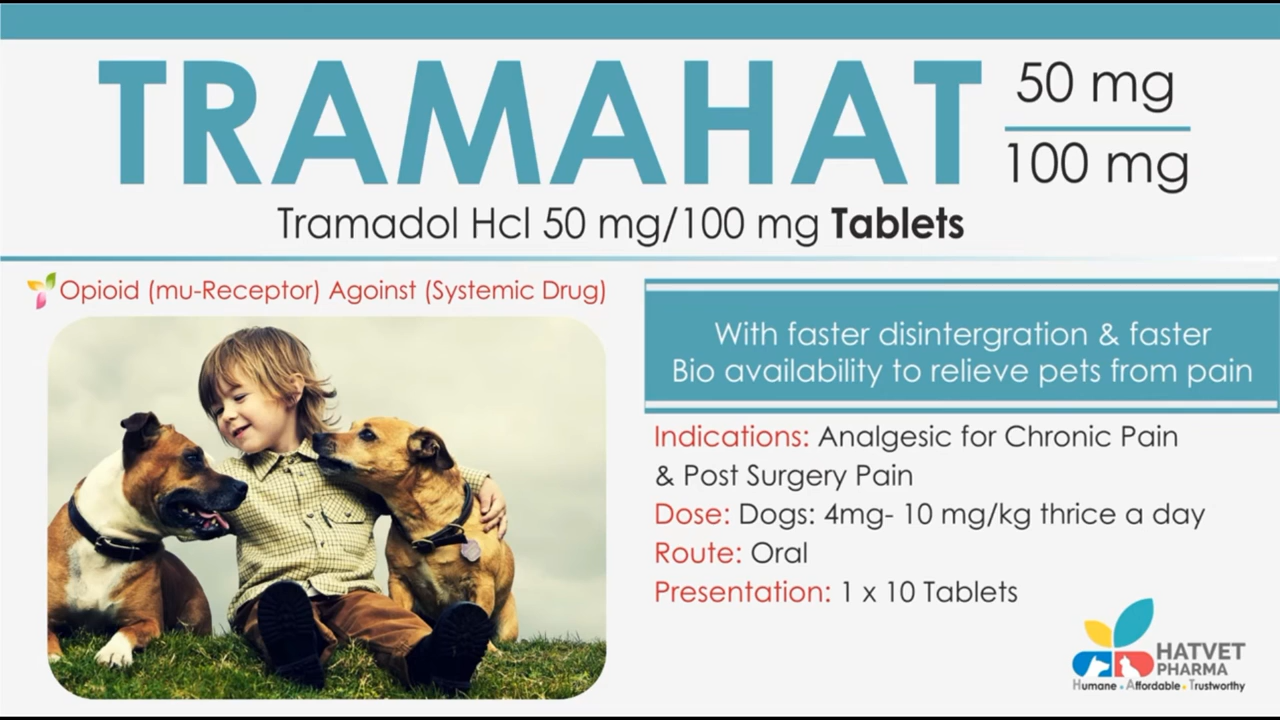 TRAMAHAT
50 mg
100 mg
Tramadol Hcl 50 mg/100 mg Tablets
Opioid (mu-Receptor) Agoinst (Systemic Drug)
With faster disintergration & faster
Bio availability to relieve pets from pain
Indications: Analgesic for Chronic Pain
& Post Surgery Pain
Dose: Dogs: 4mg- 10 mg/kg thrice a day
Route: Oral
Presentation: 1 x 10 Tablets
HATVET
PHARMA
Humane • Affordable • Trustworthy